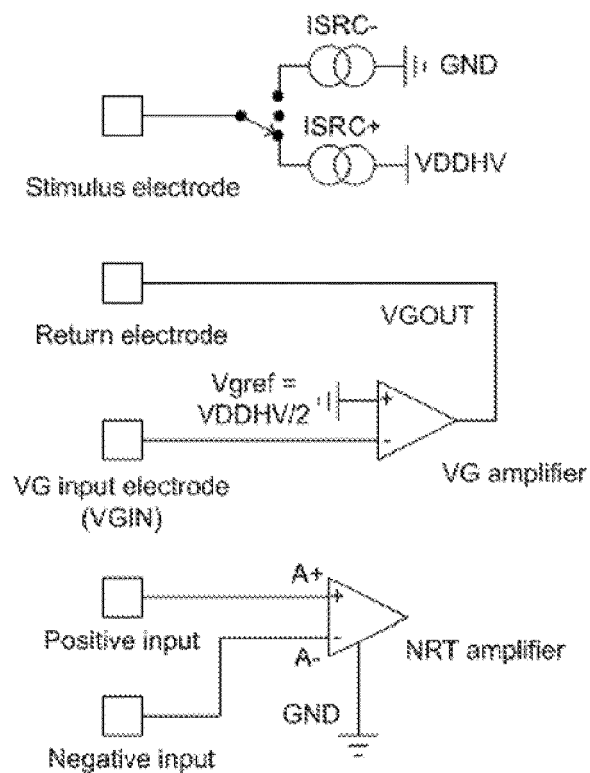 ISRC-
GND
ISRC+
VDDHV
Stimulus electrode
Return electrode
VGOUT
Vgref =
VDDHV/2
+
-
VG input electrode
(VGIN)
VG amplifier
A+
+
Positive input
-
A-
NRT amplifier
GND
Negative input